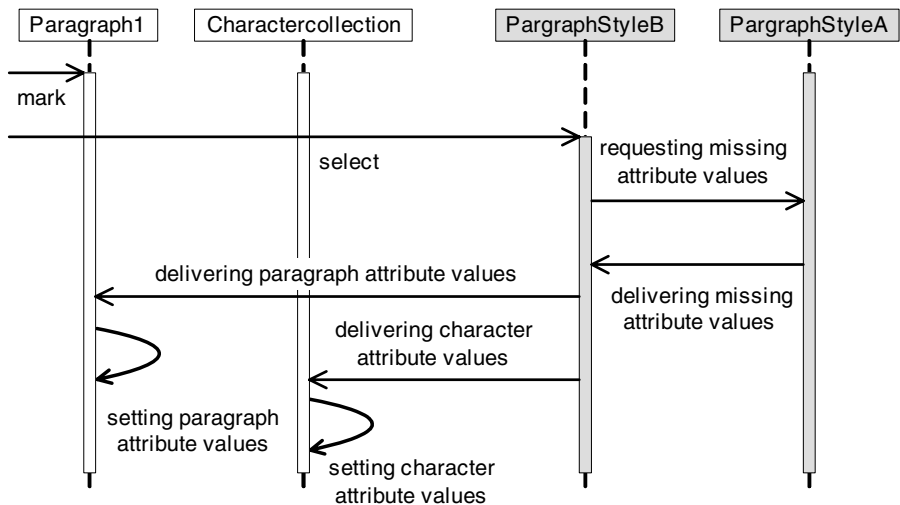 Paragraph1
Charactercollection
PargraphStyleB
PargraphStyleA
mark
select
requesting missing
attribute values
delivering paragraph attribute values
delivering missing
attribute values
delivering character
attribute values
setting paragraph
attribute values
setting character
attribute values